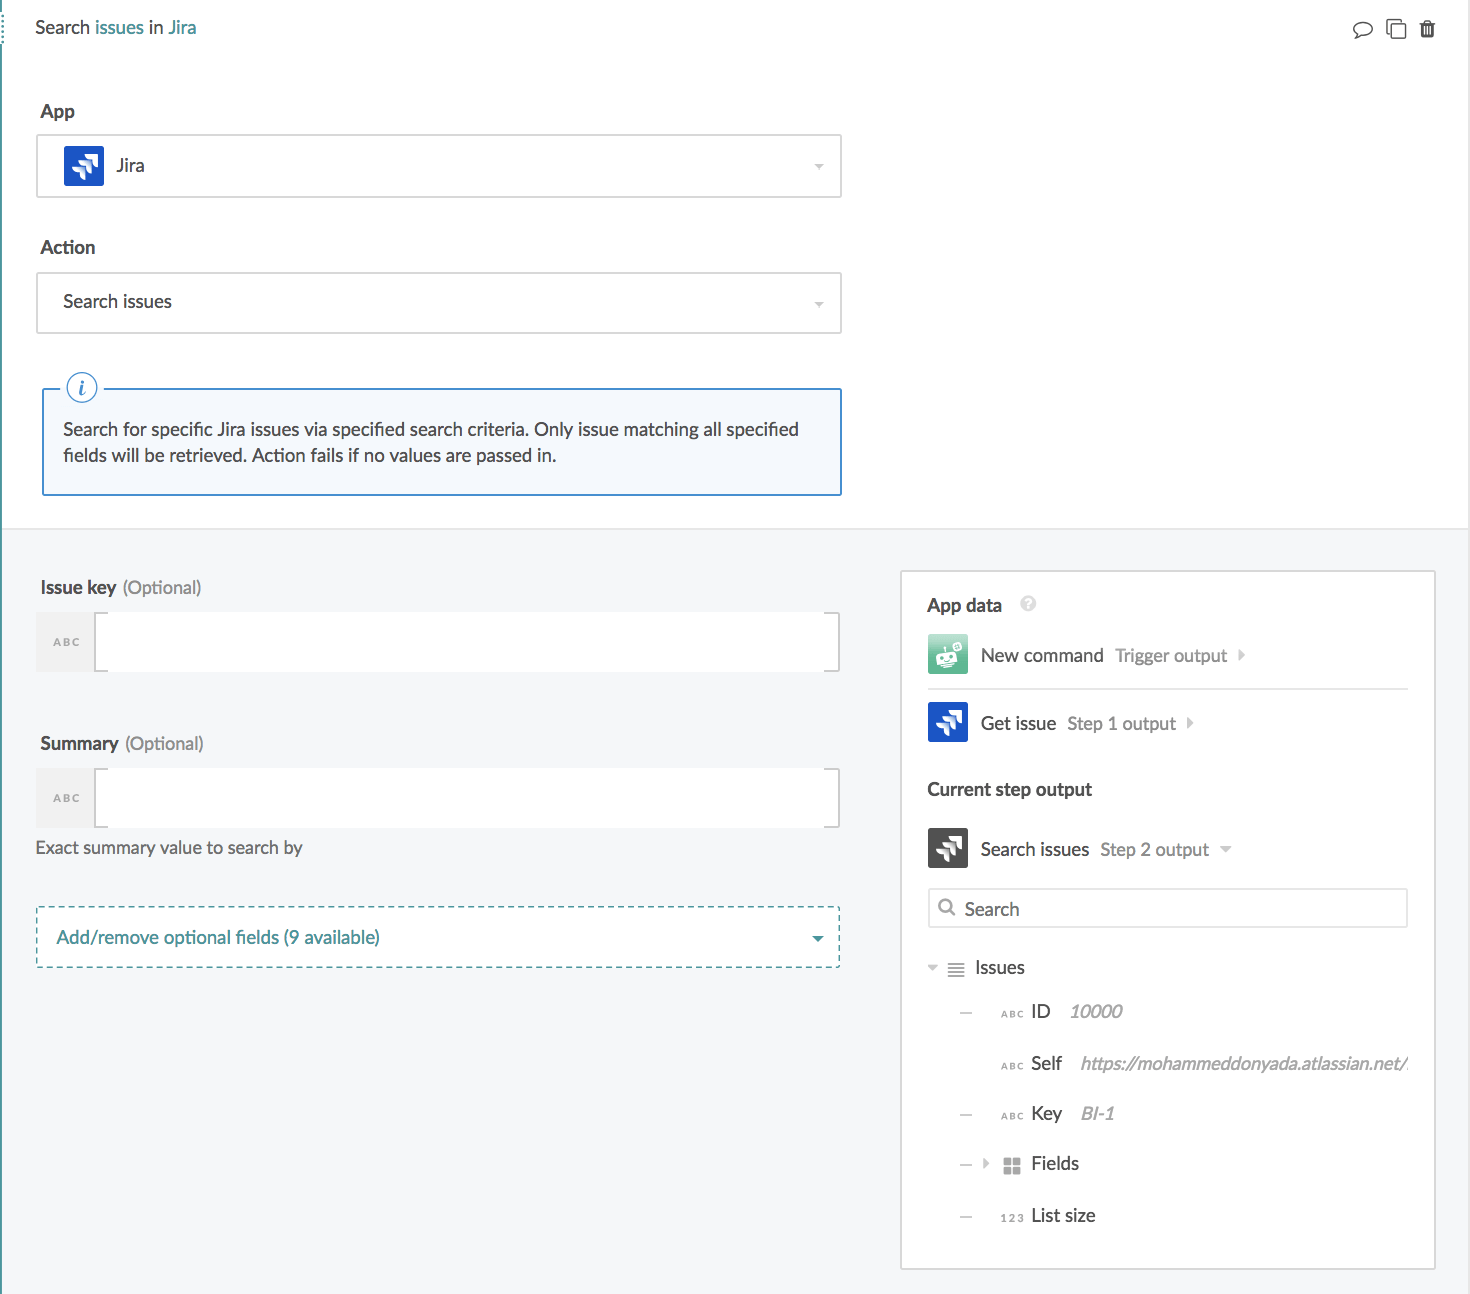 Search issues in Jira
App
Jira
Action
Search issues
i
Search for specific Jira issues via specified search criteria. Only issue matching all specified
fields will be retrieved. Action fails if no values are passed in.
Issue key (Optional)
ABC
Summary (Optional)
ABC
Exact summary value to search by
Add/remove optional fields (9 available)
App data ?
New command Trigger output
Get issue Step 1 output
Current step output
Search issues Step 2 output
Search
Issues
ABC ID 10000
ABC Self https://mohammeddonyada.atlassian.net/
ABC Key BI-1
Fields
123 List size